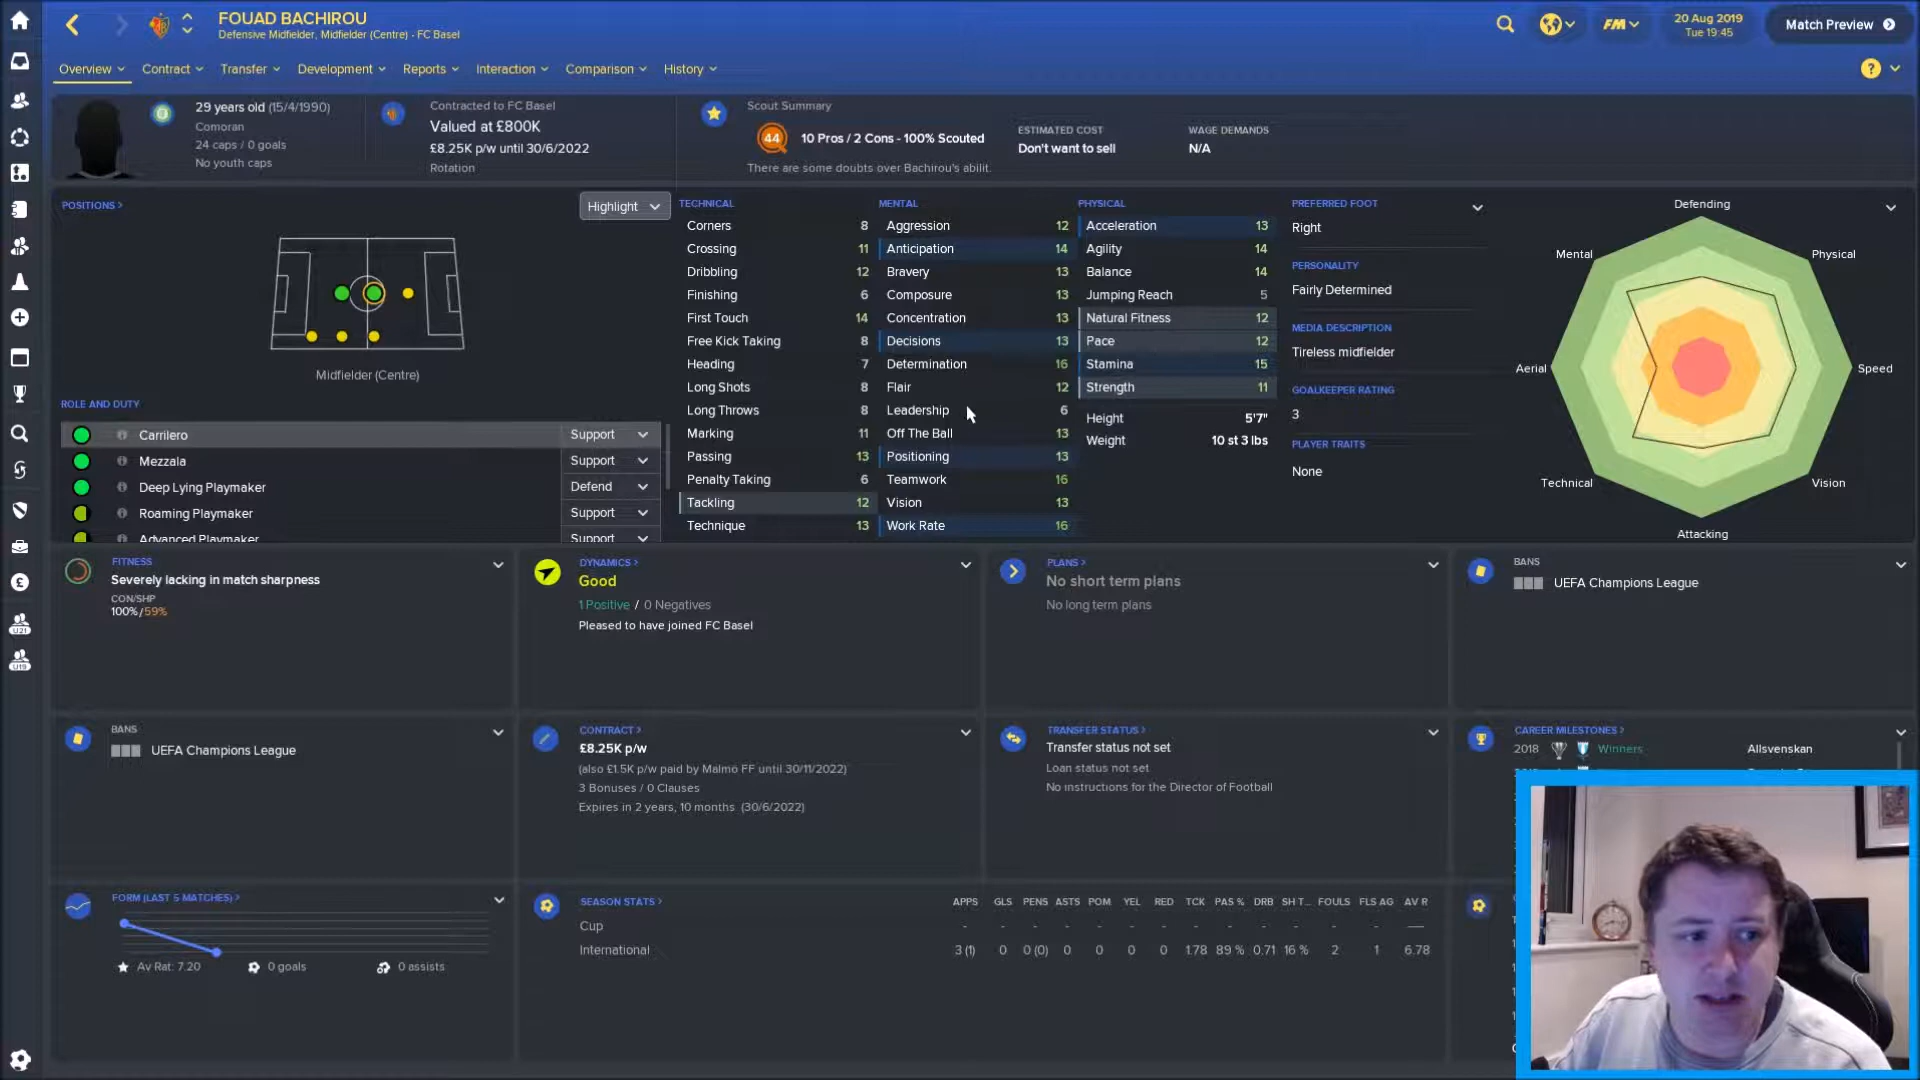 FOUAD BACHIROU
Defensive Midfielder, Midfielder (Centre) - FC Basel
FM
20 Aug 2019
Tue 19:45
Match Preview
Overview
Contract
Transfer
Development
Reports
Interaction
Comparison
History
?
29 years old (15/4/1990)
Comoran
24 caps / 0 goals
No youth caps
Contracted to FC Basel
Valued at £800K
£8.25K p/w until 30/6/2022
Rotation
Scout Summary
44
10 Pros / 2 Cons - 100% Scouted
There are some doubts over Bachirou's abilit.
ESTIMATED COST
Don't want to sell
WAGE DEMANDS
N/A
POSITIONS >
Highlight
Midfielder (Centre)
ROLE AND DUTY
Carrilero Support
Mezzala Support
Deep Lying Playmaker Defend
Roaming Playmaker Support
Advanced Playmaker Support
TECHNICAL
Corners 8
Crossing 11
Dribbling 12
Finishing 6
First Touch 14
Free Kick Taking 8
Heading 7
Long Shots 8
Long Throws 8
Marking 11
Passing 13
Penalty Taking 6
Tackling 12
Technique 13
MENTAL
Aggression 12
Anticipation 14
Bravery 13
Composure 13
Concentration 13
Decisions 13
Determination 16
Flair 12
Leadership 6
Off The Ball 13
Positioning 13
Teamwork 16
Vision 13
Work Rate 16
PHYSICAL
Acceleration 13
Agility 14
Balance 14
Jumping Reach 5
Natural Fitness 12
Pace 12
Stamina 15
Strength 11
Height 5'7"
Weight 10 st 3 lbs
PREFERRED FOOT
Right
PERSONALITY
Fairly Determined
MEDIA DESCRIPTION
Tireless midfielder
GOALKEEPER RATING
3
PLAYER TRAITS
None
Defending
Physical
Speed
Vision
Attacking
Technical
Aerial
Mental
FITNESS
Severely lacking in match sharpness
CON/SHP
100%/59%
DYNAMICS >
Good
1 Positive / 0 Negatives
Pleased to have joined FC Basel
PLANS >
No short term plans
No long term plans
BANS
UEFA Champions League
BANS
UEFA Champions League
CONTRACT >
£8.25K p/w
(also £1.5K p/w paid by Malmo FF until 30/11/2022)
3 Bonuses / 0 Clauses
Expires in 2 years, 10 months (30/6/2022)
TRANSFER STATUS >
Transfer status not set
Loan status not set
No instructions for the Director of Football
CAREER MILESTONES >
2018 Winners Allsvenskan
FORM (LAST 5 MATCHES) >
Av Rat: 7.20
0 goals
0 assists
SEASON STATS > APPS GLS PENS ASTS POM YEL RED TCK PAS % DRB SH T... FOULS FLS AG AV R
Cup - - - - - - - - - - - - - —
International 3 (1) 0 0 (0) 0 0 0 0 1.78 89 % 0.71 16 % 2 1 6.78
U21
U19